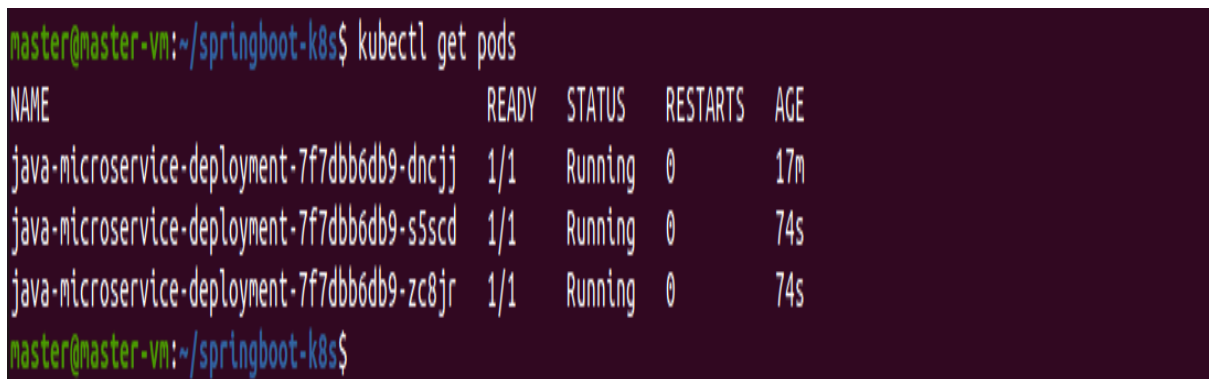 master@master-vm:~/springboot-k8s$ kubectl get pods
NAME READY STATUS RESTARTS AGE
java-microservice-deployment-7f7dbb6db9-dncjj 1/1 Running 0 17m
java-microservice-deployment-7f7dbb6db9-s5scd 1/1 Running 0 74s
java-microservice-deployment-7f7dbb6db9-zc8jr 1/1 Running 0 74s
master@master-vm:~/springboot-k8s$